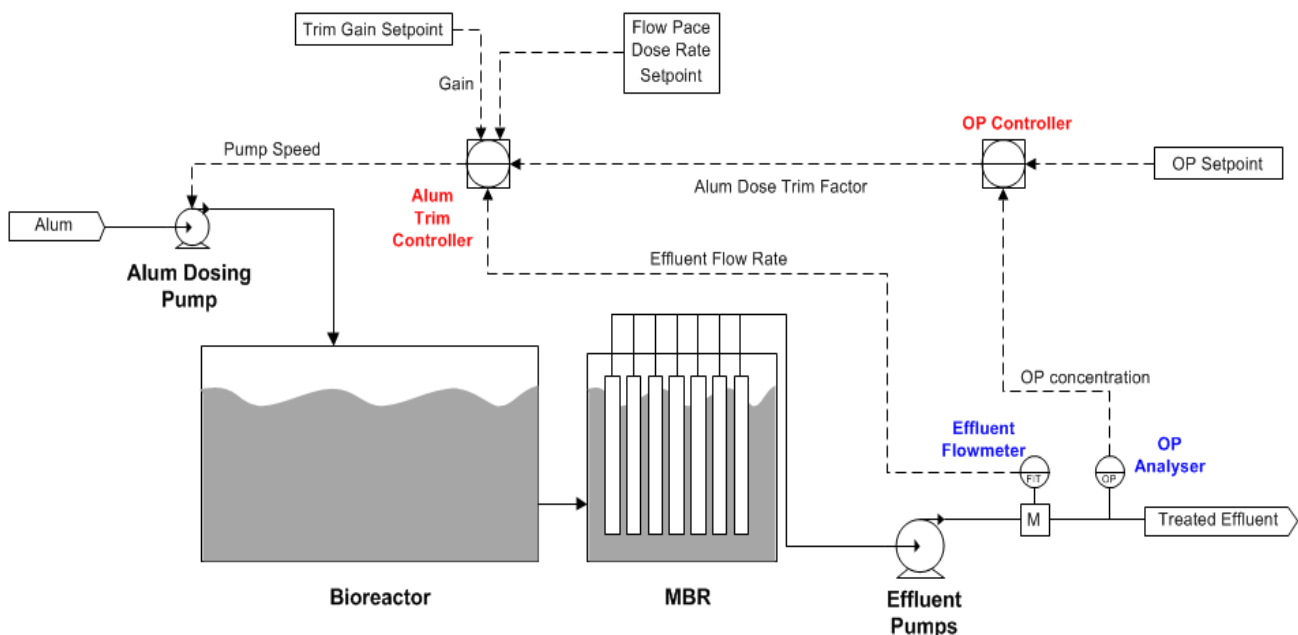 Trim Gain Setpoint
Flow Pace
Dose Rate
Setpoint
Gain
OP Controller
Pump Speed
OP Setpoint
Alum Dose Trim Factor
Alum
Trim
Controller
Alum
Effluent Flow Rate
Alum Dosing
Pump
OP concentration
Effluent
Flowmeter
OP
Analyser
FIT
OP
M
Treated Effluent
Bioreactor
MBR
Effluent
Pumps